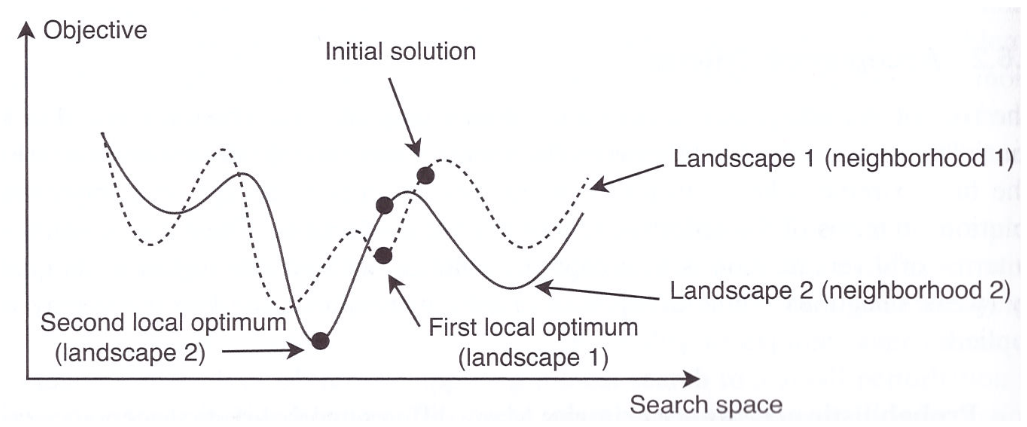 Objective
Initial solution
Landscape 1 (neighborhood 1)
Landscape 2 (neighborhood 2)
Second local optimum
(landscape 2)
First local optimum
(landscape 1)
Search space